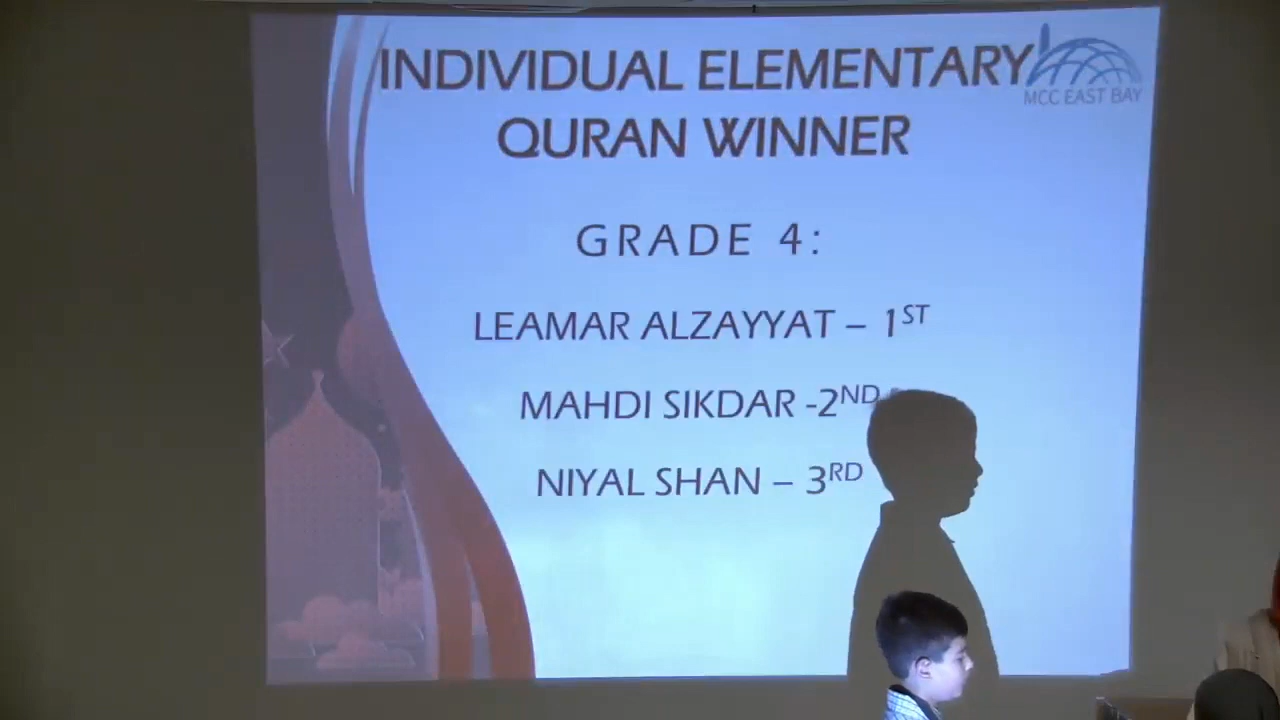 INDIVIDUAL ELEMENTARY
MCC EAST BAY
QURAN WINNER
GRADE 4:
LEAMAR ALZAYYAT – 1ST
MAHDI SIKDAR -2ND
NIYAL SHAN – 3RD